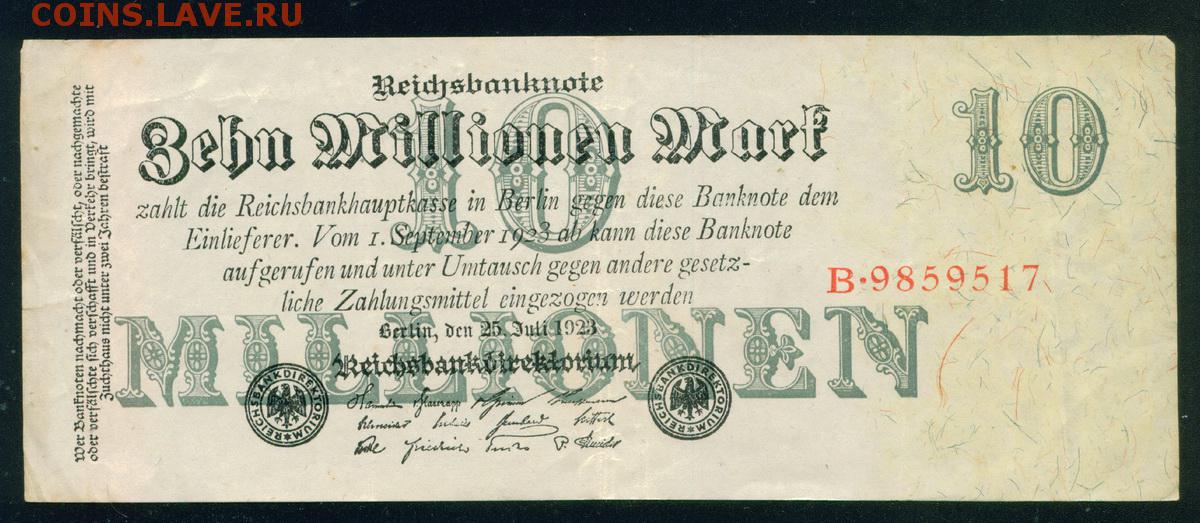 COINS.LAVE.RU
Reichsbanknote
10
Zehn Millionen Mark
10
zahlt die Reichsbankhauptkasse in Berlin gegen diese Banknote dem
Einlieferer. Vom 1. September 1923 ab kann diese Banknote
aufgerufen und unter Umtausch gegen andere gesetz-
liche Zahlungsmittel eingezogen werden
B·9859517
MILLIONEN
Berlin, den 25. Juli 1923
Reichsbankdirektorium
REICHSBANKDIREKTORIUM
REICHSBANKDIREKTORIUM
Wer Banknoten nachmacht oder verfälscht, oder nachgemachte
oder verfälschte sich verschafft und in Verkehr bringt, wird mit
Zuchthaus nicht unter zwei Jahren bestraft